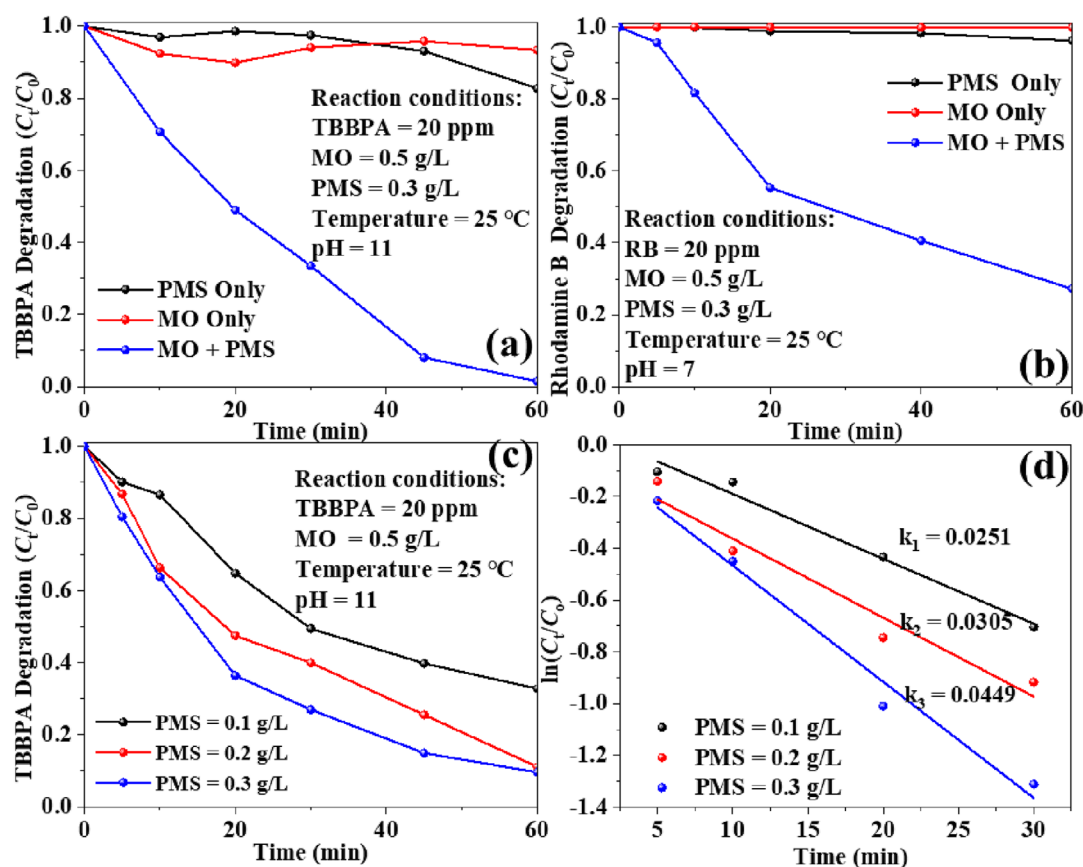 TBBPA Degradation (Ct/C0)
1.0
0.8
0.6
0.4
0.2
0.0
Reaction conditions:
TBBPA = 20 ppm
MO = 0.5 g/L
PMS = 0.3 g/L
Temperature = 25 °C
pH = 11
PMS Only
MO Only
MO + PMS
(a)
0
20
40
60
Time (min)
Rhodamine B Degradation (Ct/C0)
1.0
0.8
0.6
0.4
0.2
0.0
PMS Only
MO Only
MO + PMS
Reaction conditions:
RB = 20 ppm
MO = 0.5 g/L
PMS = 0.3 g/L
Temperature = 25 °C
pH = 7
(b)
0
20
40
60
Time (min)
TBBPA Degradation (Ct/C0)
1.0
0.8
0.6
0.4
0.2
0.0
(c)
Reaction conditions:
TBBPA = 20 ppm
MO = 0.5 g/L
Temperature = 25 °C
pH = 11
PMS = 0.1 g/L
PMS = 0.2 g/L
PMS = 0.3 g/L
0
20
40
60
Time (min)
ln(Ct/Co)
0.0
-0.2
-0.4
-0.6
-0.8
-1.0
-1.2
-1.4
(d)
k1 = 0.0251
k2 = 0.0305
k3 = 0.0449
PMS = 0.1 g/L
PMS = 0.2 g/L
PMS = 0.3 g/L
5
10
15
20
25
30
Time (min)